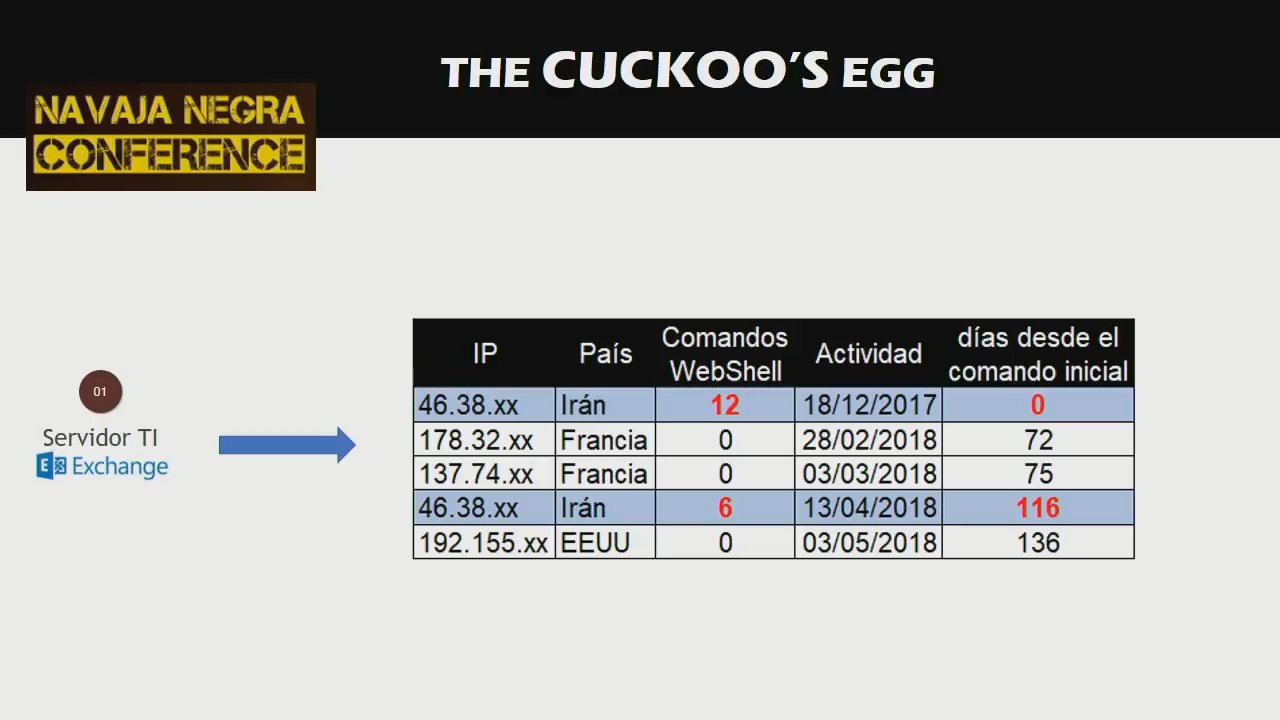 THE CUCKOO'S EGG
NAVAJA NEGRA
CONFERENCE
01
Servidor TI
E Exchange
IP País Comandos WebShell Actividad días desde el comando inicial
46.38.xx Irán 12 18/12/2017 0
178.32.xx Francia 0 28/02/2018 72
137.74.xx Francia 0 03/03/2018 75
46.38.xx Irán 6 13/04/2018 116
192.155.xx EEUU 0 03/05/2018 136